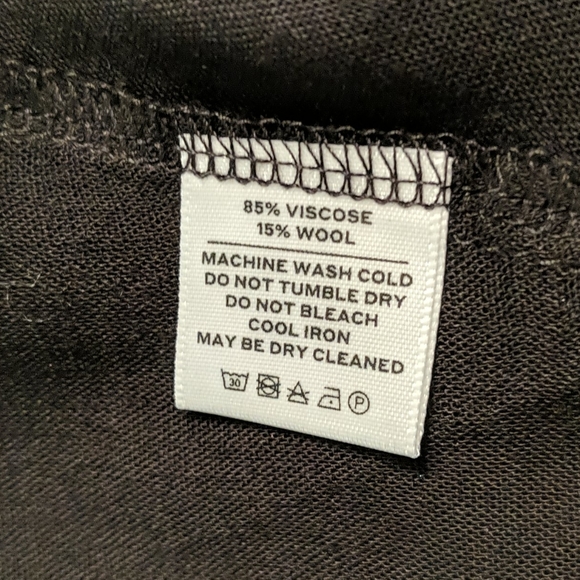 85% VISCOSE
15% WOOL
MACHINE WASH COLD
DO NOT TUMBLE DRY
DO NOT BLEACH
COOL IRON
MAY BE DRY CLEANED
30 P